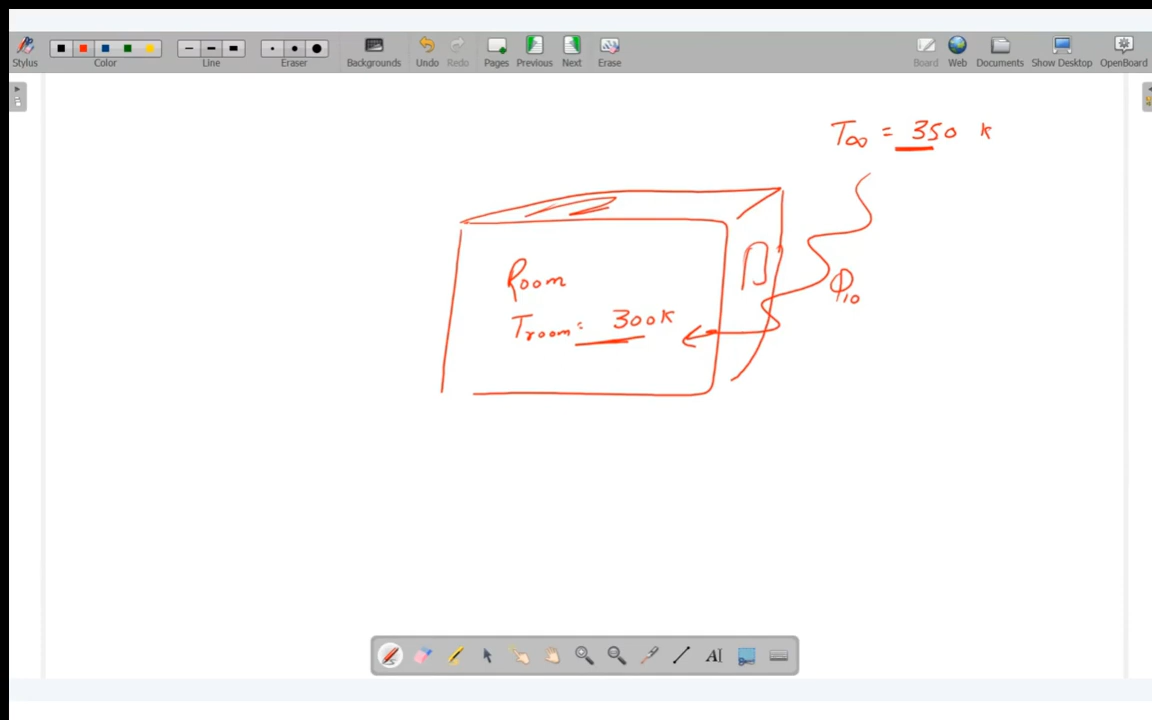 Stylus
Color
Line
Eraser
Backgrounds
Undo
Redo
Pages
Previous
Next
Erase
Board
Web
Documents
Show Desktop
OpenBoard
T∞ = 350 K
Room
Troom = 300K
Φ10
AI